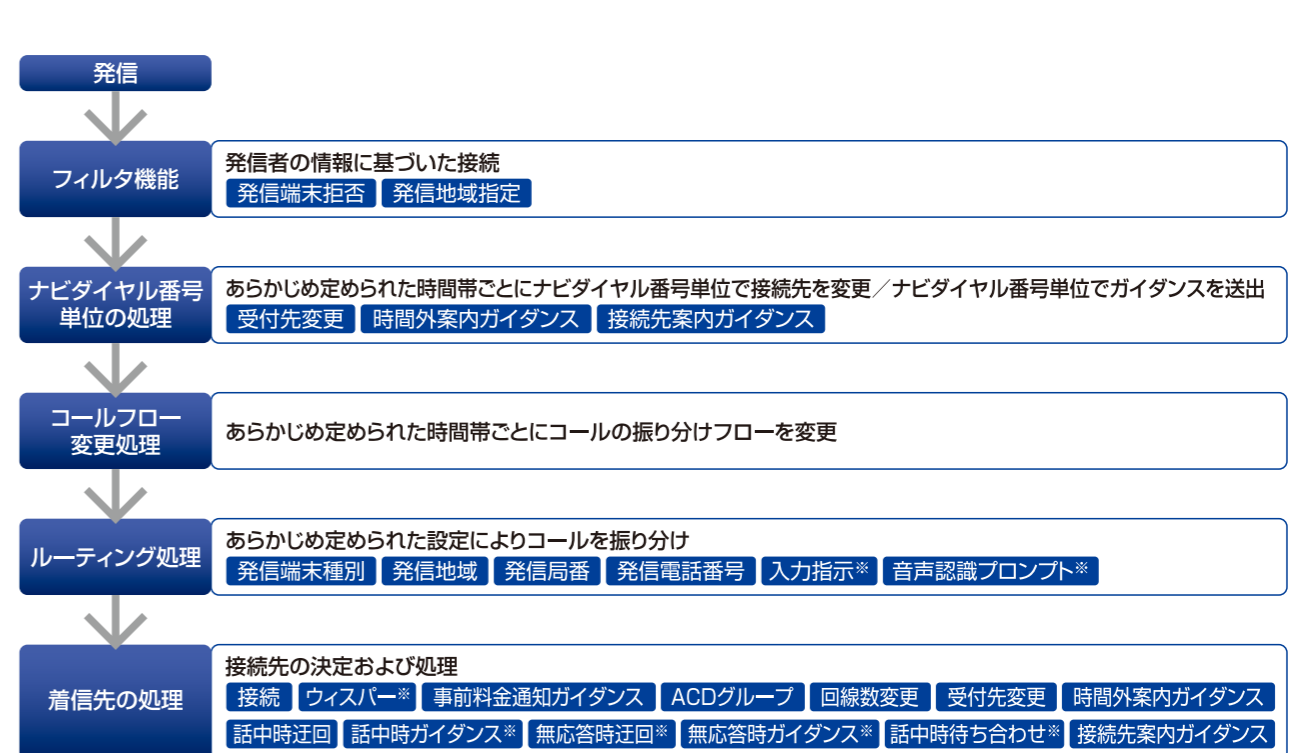 発信
フィルタ機能
発信者の情報に基づいた接続
発信端末拒否 発信地域指定
ナビダイヤル番号
単位の処理
あらかじめ定められた時間帯ごとにナビダイヤル番号単位で接続先を変更／ナビダイヤル番号単位でガイダンスを送出
受付先変更 時間外案内ガイダンス 接続先案内ガイダンス
コールフロー
変更処理
あらかじめ定められた時間帯ごとにコールの振り分けフローを変更
ルーティング処理
あらかじめ定められた設定によりコールを振り分け
発信端末種別 発信地域 発信局番 発信電話番号 入力指示※ 音声認識プロンプト※
着信先の処理
接続先の決定および処理
接続 ウィスパー※ 事前料金通知ガイダンス ACDグループ 回線数変更 受付先変更 時間外案内ガイダンス
話中時迂回 話中時ガイダンス※ 無応答時迂回※ 無応答時ガイダンス※ 話中時待ち合わせ※ 接続先案内ガイダンス